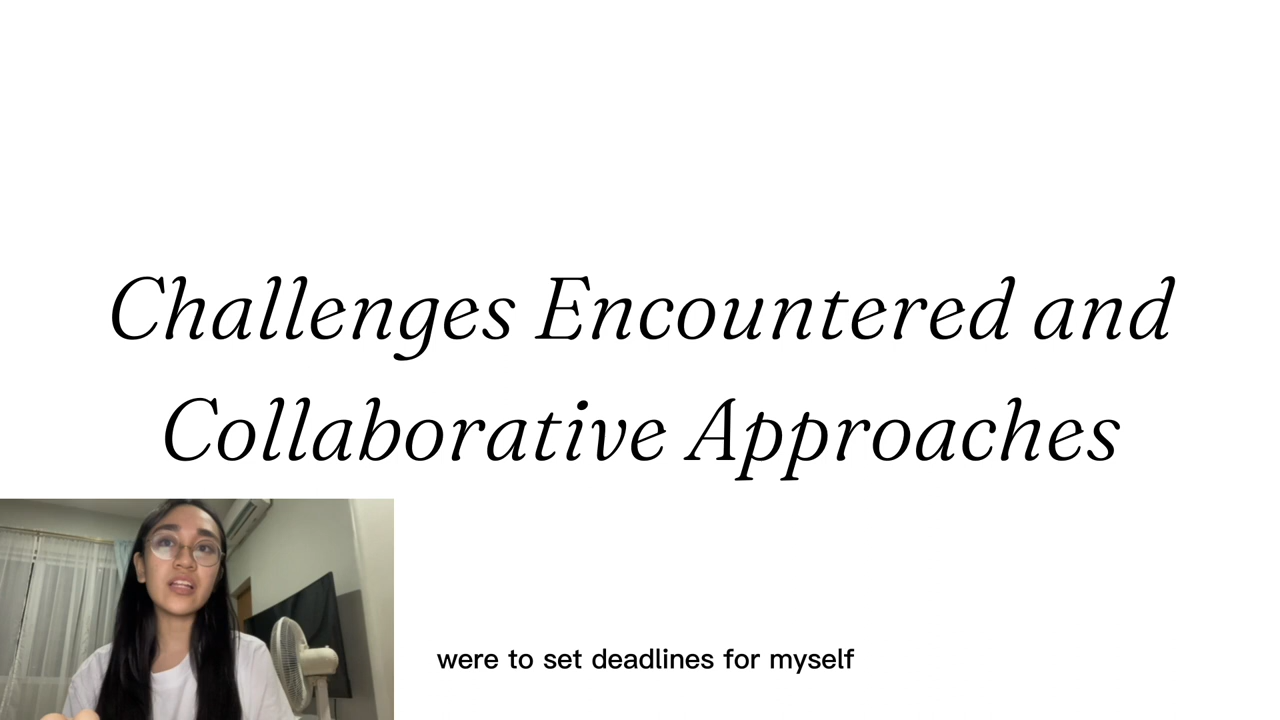 Challenges Encountered and
Collaborative Approaches
were to set deadlines for myself